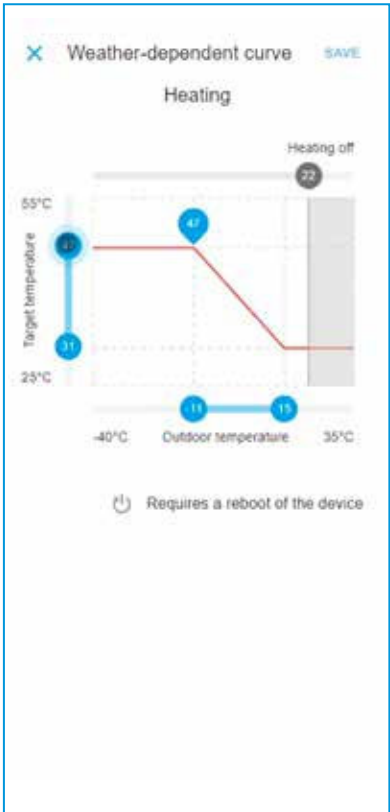 Weather-dependent curve SAVE
Heating
Heating off
22
55°C
47
47
Target temperature
31
25°C
-11 15
-40°C Outdoor temperature 35°C
Requires a reboot of the device